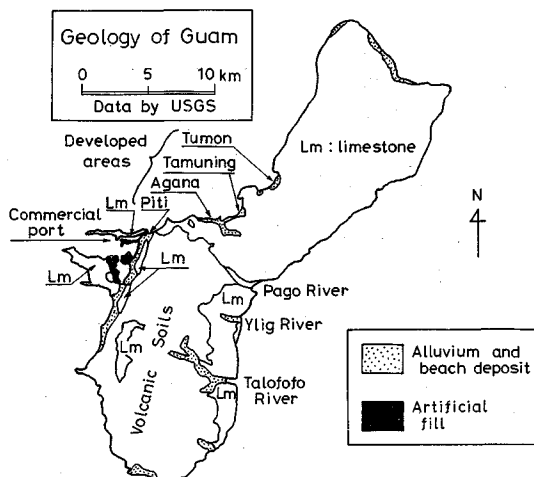 Geology of Guam
0 5 10 km
Data by USGS
Developed
areas
Tumon
Tamuning
Agana
Lm : limestone
Lm Piti
Commercial
port
N
Lm
Lm
Lm
Pago River
Ylig River
Lm
Volcanic Soils
Talofofo
River
Lm
Alluvium and
beach deposit
Artificial
fill